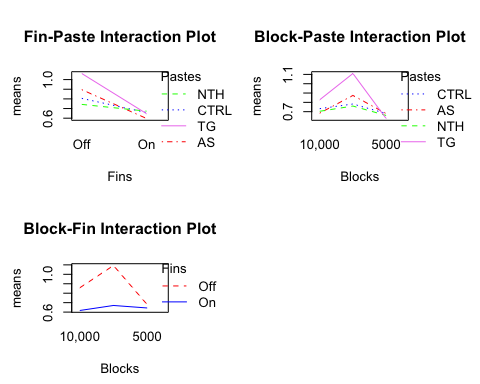 Fin-Paste Interaction Plot
means
0.6
1.0
Off
On
Fins
Pastes
NTH
CTRL
TG
AS
Block-Paste Interaction Plot
means
0.7
1.1
10,000
5000
Blocks
Pastes
CTRL
AS
NTH
TG
Block-Fin Interaction Plot
means
0.6
1.0
10,000
5000
Blocks
Fins
Off
On